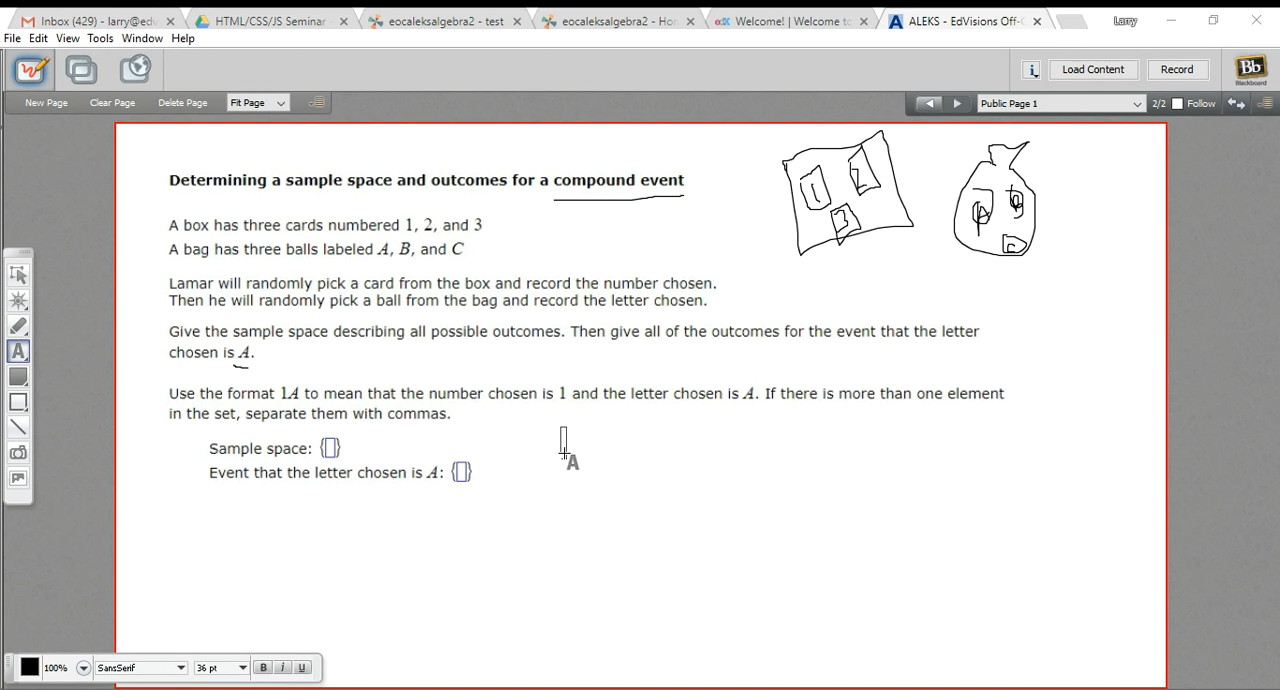 Inbox (429) - larry@edv
HTML/CSS/JS Seminar
eocaleksalgebra2 - test
eocaleksalgebra2 - Hor
Welcome! | Welcome to
ALEKS - EdVisions Off-C
Larry
File Edit View Tools Window Help
Load Content
Record
Bb
Blackboard
New Page Clear Page Delete Page Fit Page
Public Page 1 2/2 Follow
Determining a sample space and outcomes for a compound event
1 2 3
A B C
A box has three cards numbered 1, 2, and 3
A bag has three balls labeled A, B, and C
Lamar will randomly pick a card from the box and record the number chosen.
Then he will randomly pick a ball from the bag and record the letter chosen.
Give the sample space describing all possible outcomes. Then give all of the outcomes for the event that the letter
chosen is A.
Use the format 1A to mean that the number chosen is 1 and the letter chosen is A. If there is more than one element
in the set, separate them with commas.
Sample space: {}
Event that the letter chosen is A: {}
A
A
100% SansSerif 36 pt B i U